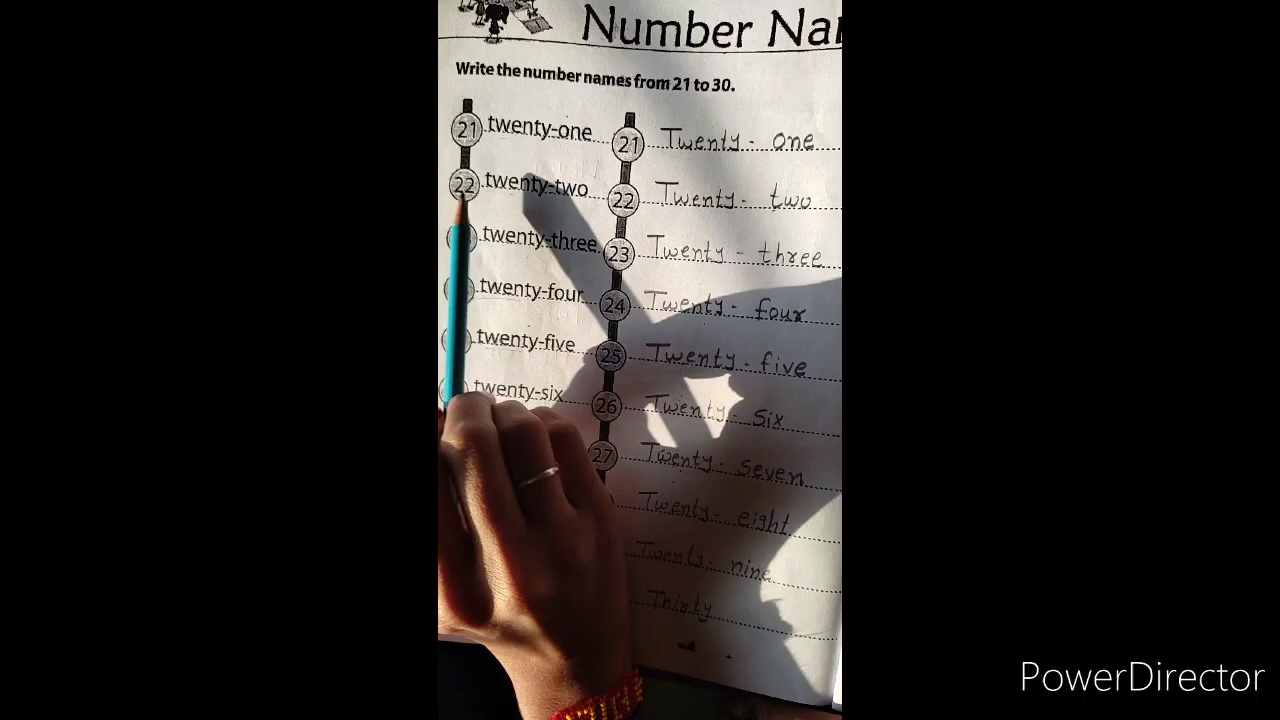 Number Na
Write the number names from 21 to 30.
21 twenty-one 21 Twenty - one
22 twenty-two 22 Twenty - two
twenty-three 23 Twenty - three
twenty-four 24 Twenty - four
twenty-five 25 Twenty - five
twenty-six 26 Twenty - six
27 Twenty - seven
Twenty - eight
Twenty - nine
Thirty
PowerDirector